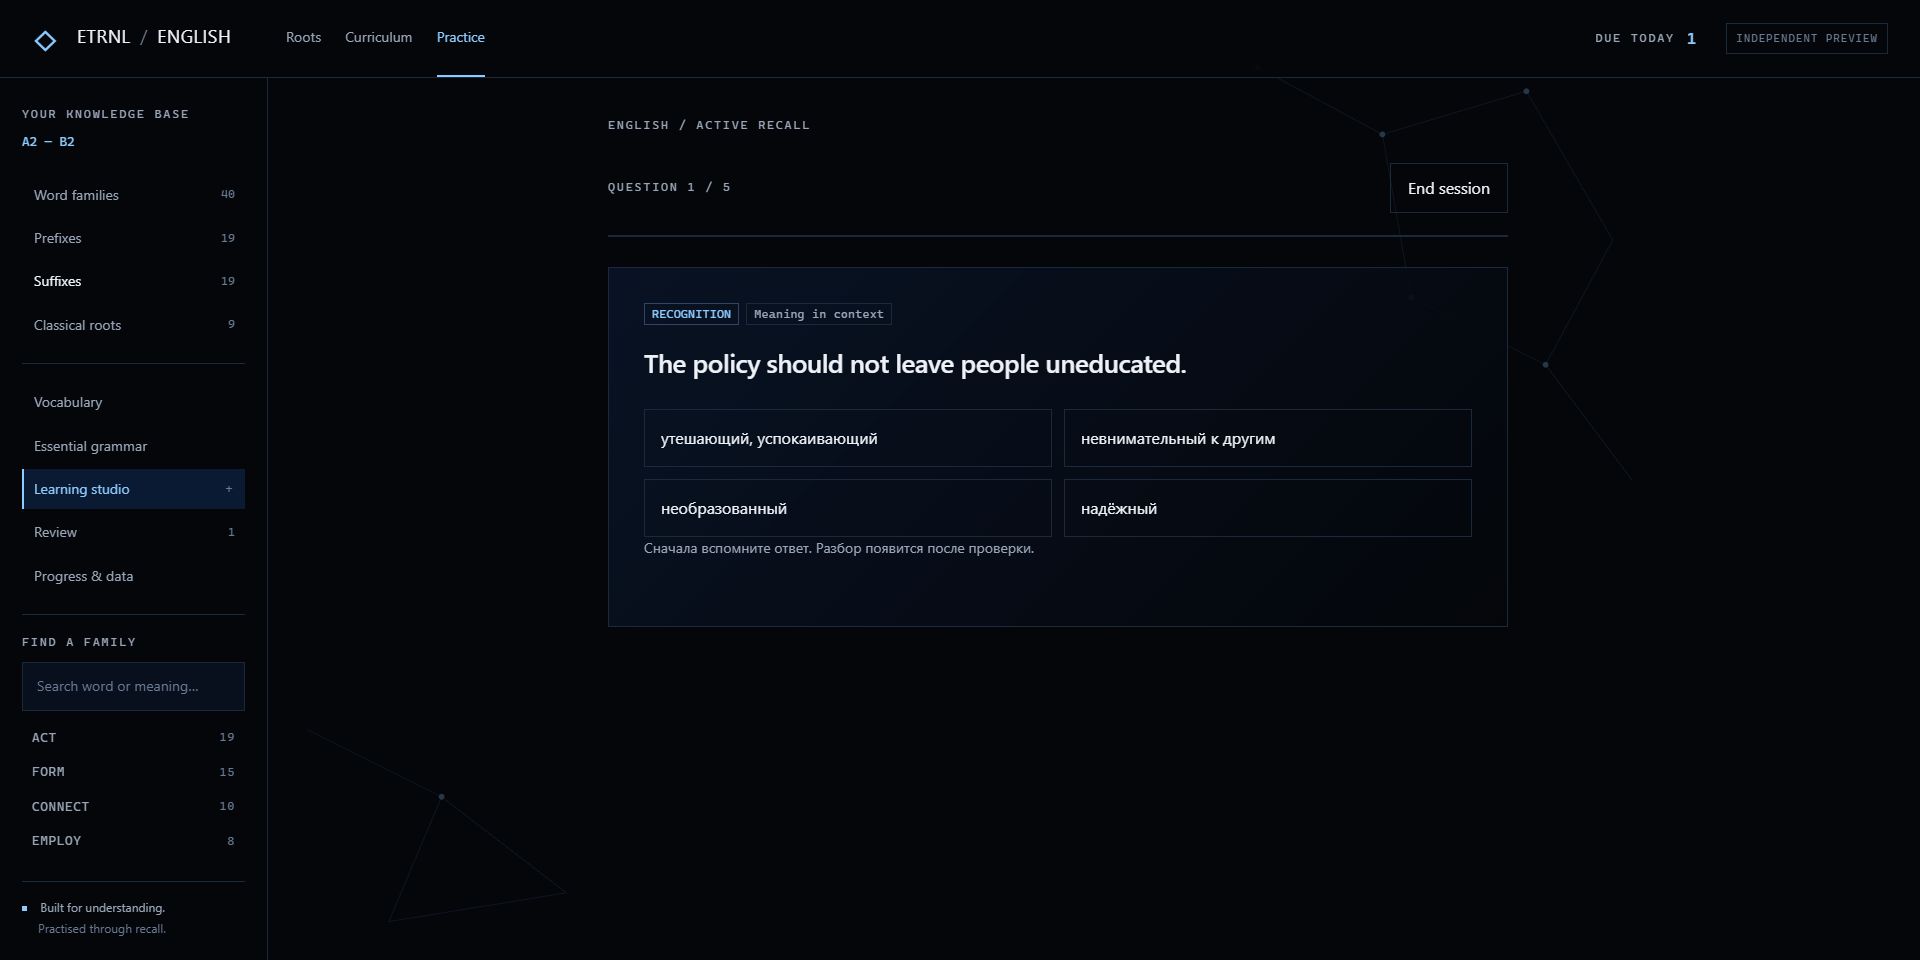 ETRNL / ENGLISH
Roots
Curriculum
Practice
DUE TODAY 1
INDEPENDENT PREVIEW
YOUR KNOWLEDGE BASE
A2 — B2
Word families 40
Prefixes 19
Suffixes 19
Classical roots 9
Vocabulary
Essential grammar
Learning studio +
Review 1
Progress & data
FIND A FAMILY
Search word or meaning...
ACT 19
FORM 15
CONNECT 10
EMPLOY 8
Built for understanding.
Practised through recall.
ENGLISH / ACTIVE RECALL
QUESTION 1 / 5
End session
RECOGNITION
Meaning in context
The policy should not leave people uneducated.
утешающий, успокаивающий
невнимательный к другим
необразованный
надёжный
Сначала вспомните ответ. Разбор появится после проверки.